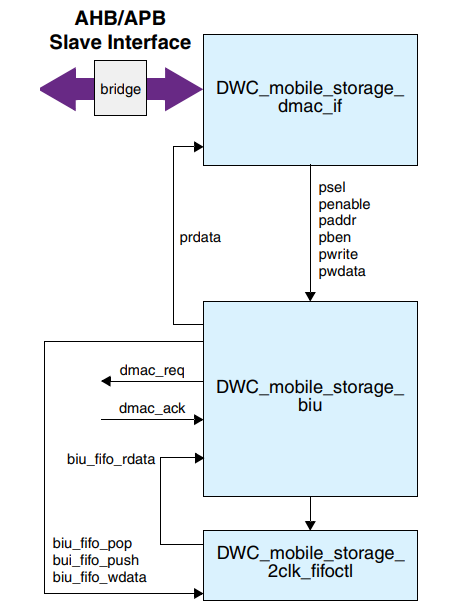 AHB/APB
Slave Interface
bridge
DWC_mobile_storage_
dmac_if
psel
penable
paddr
pben
pwrite
pwdata
prdata
dmac_req
dmac_ack
DWC_mobile_storage_
biu
biu_fifo_rdata
biu_fifo_pop
bui_fifo_push
biu_fifo_wdata
DWC_mobile_storage_
2clk_fifoctl